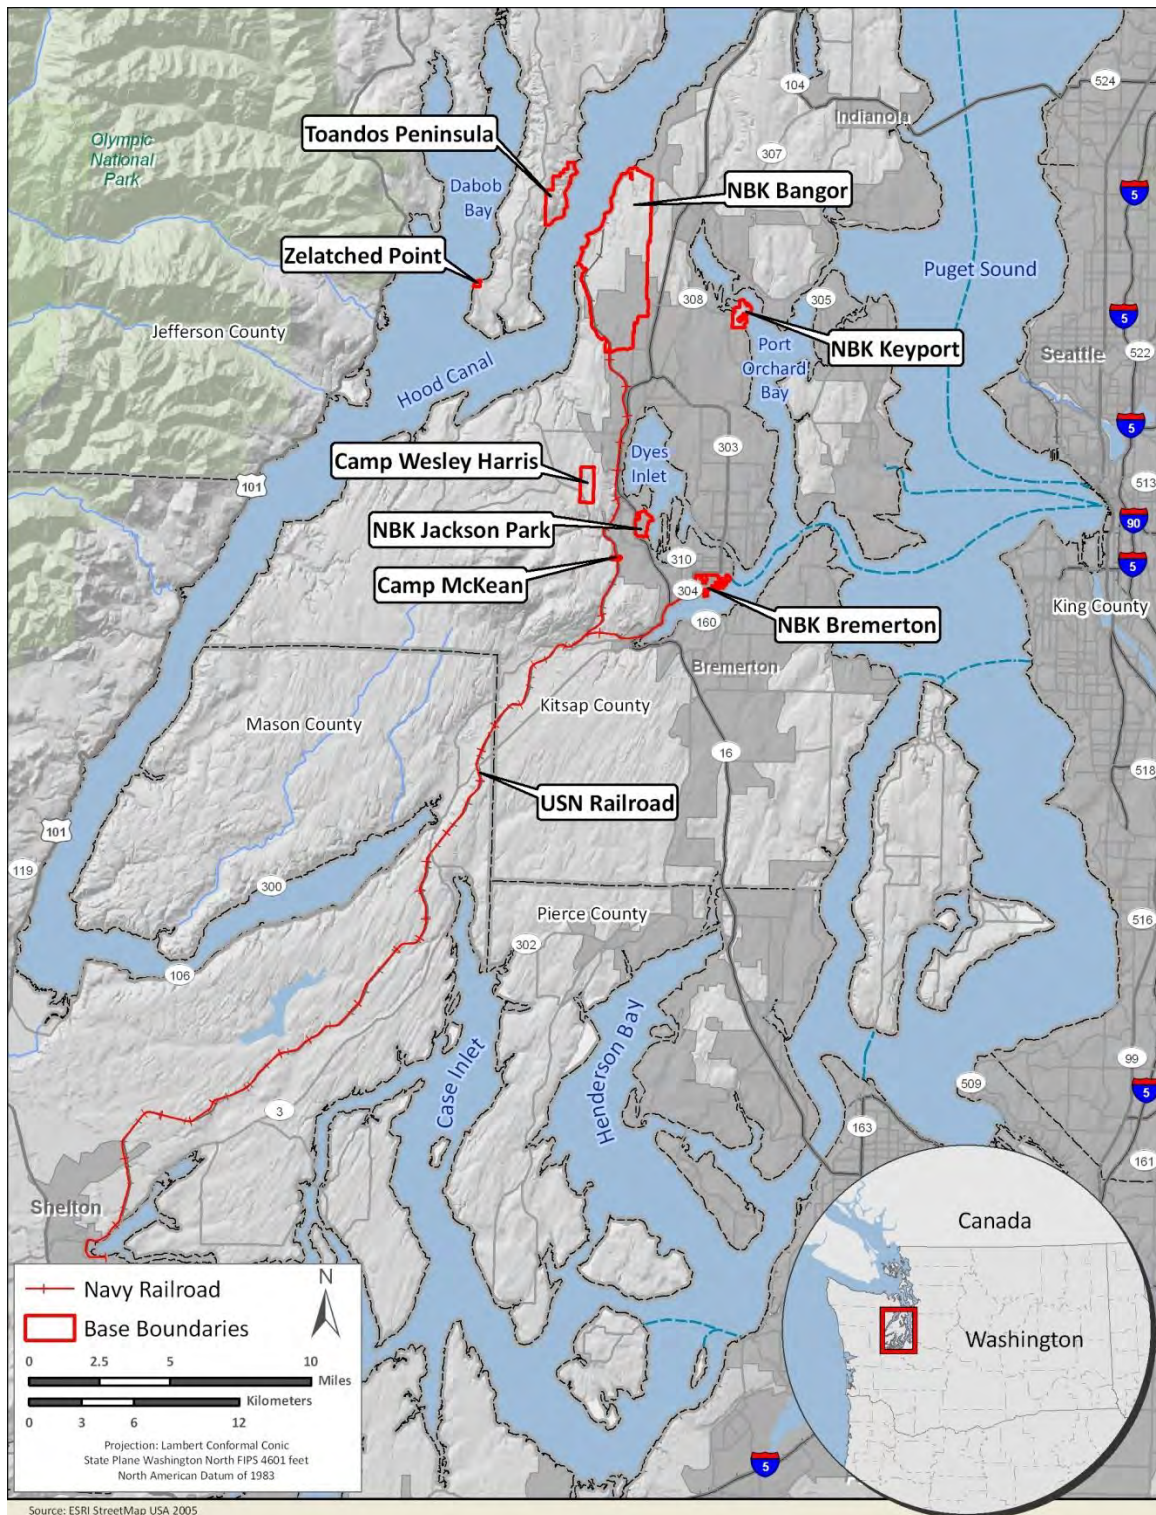 104
524
Indianola
Toandos Peninsula
Olympic
National
Park
307
Dabob
Bay
NBK Bangor
5
Zelatched Point
Puget Sound
308
305
Jefferson County
5
NBK Keyport
Port
Orchard
Bay
Seattle
522
Hood Canal
5
303
Camp Wesley Harris
Dyes
Inlet
101
513
NBK Jackson Park
90
310
5
Camp McKean
304
King County
160
NBK Bremerton
Bremerton
Kitsap County
Mason County
16
518
USN Railroad
101
119
300
Pierce County
516
302
106
Henderson Bay
Case Inlet
99
509
5
3
163
161
Shelton
Canada
Washington
Navy Railroad
N
Base Boundaries
0 2.5 5 10
Miles
Kilometers
0 3 6 12
Projection: Lambert Conformal Conic
State Plane Washington North FIPS 4601 feet
North American Datum of 1983
5
Source: ESRI StreetMap USA 2005